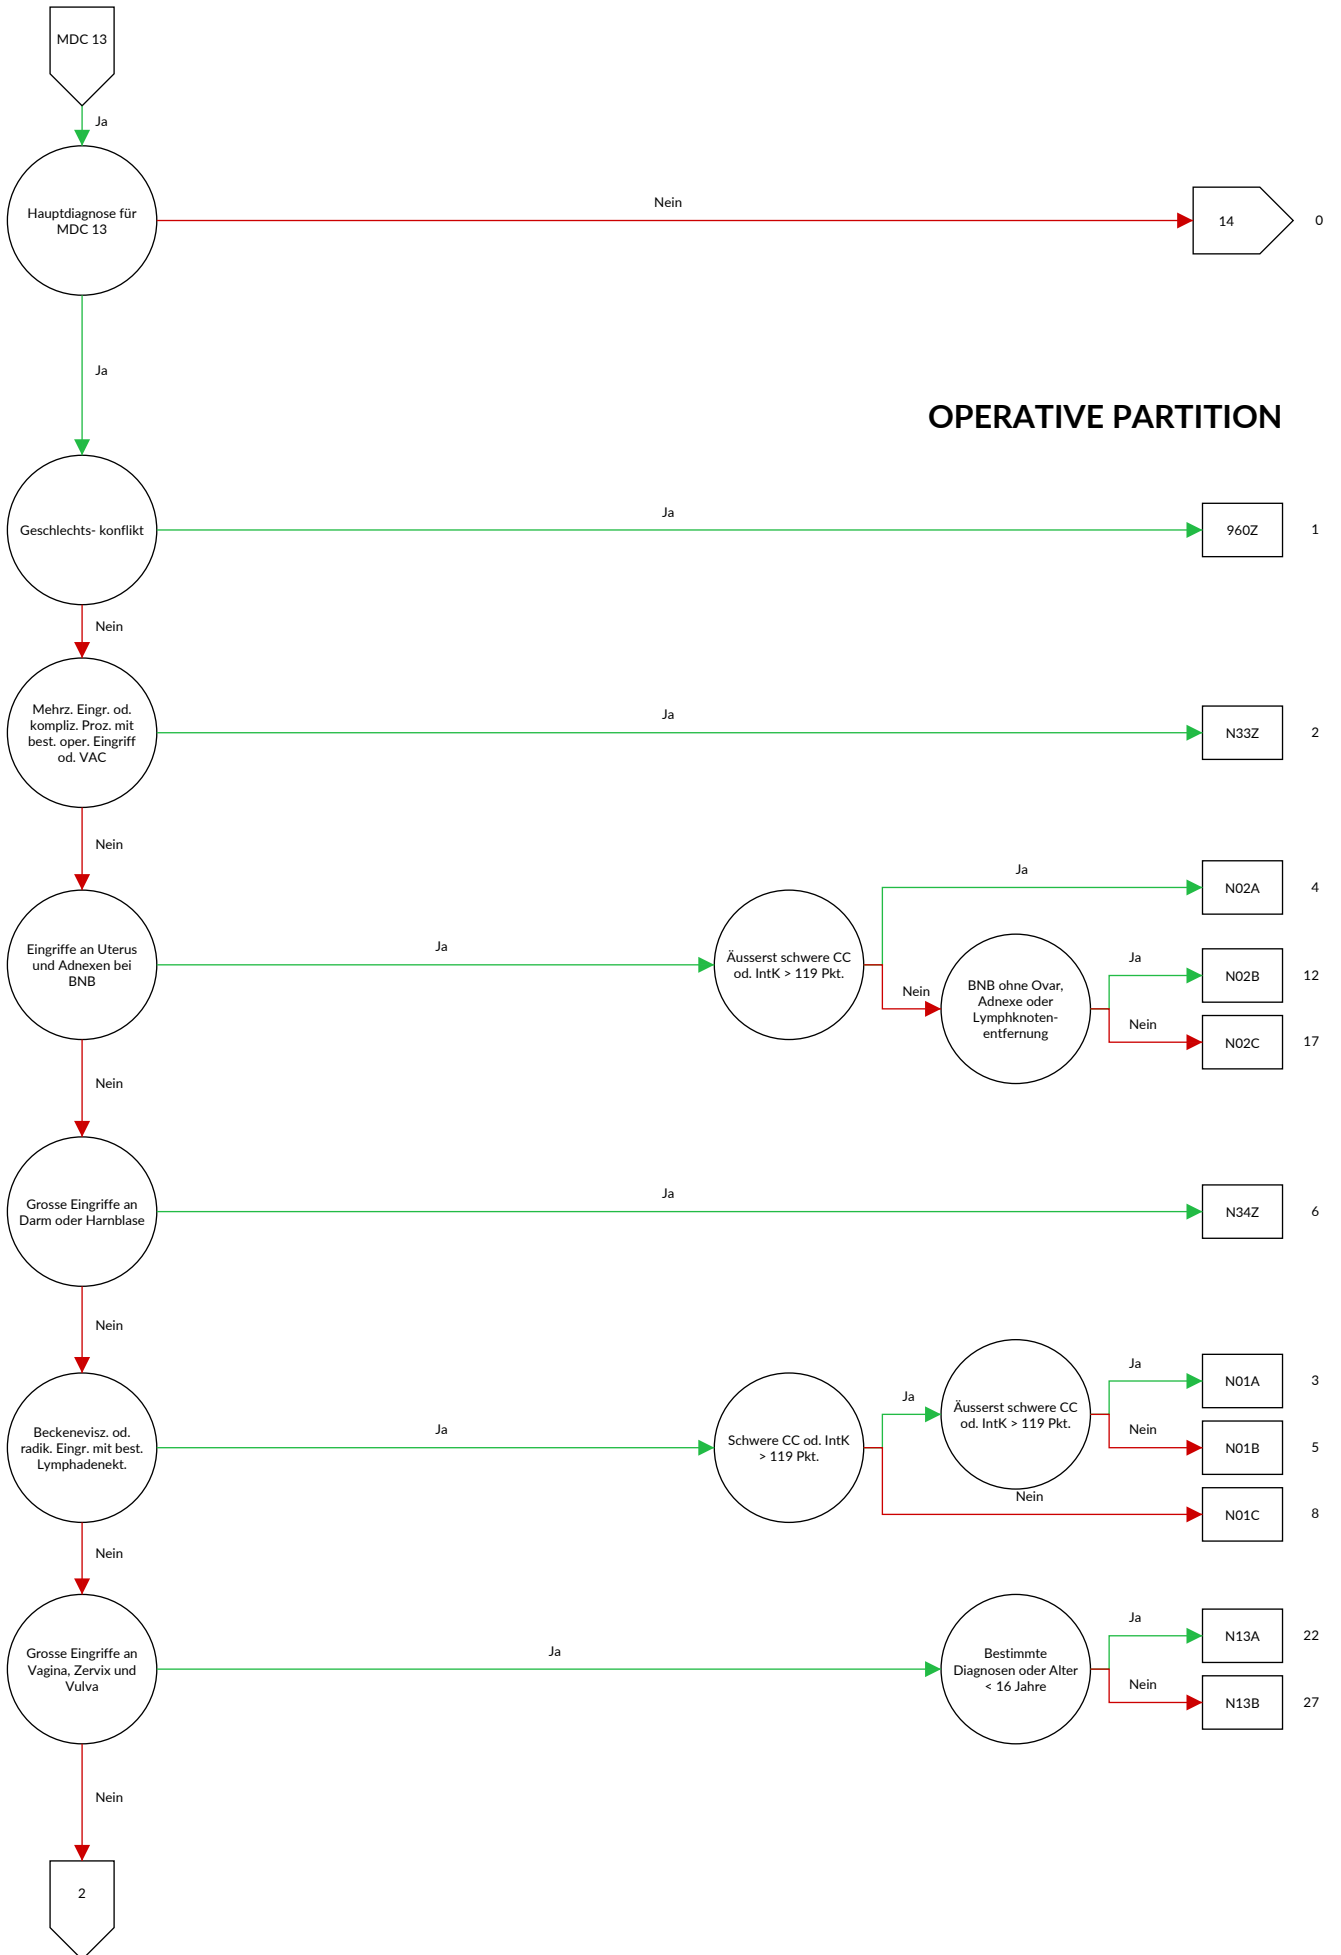 MDC 13
Ja
Hauptdiagnose für
MDC 13
Nein
14
0
Ja
OPERATIVE PARTITION
Geschlechts- konflikt
Ja
960Z
1
Nein
Mehrz. Eingr. od.
kompliz. Proz. mit
best. oper. Eingriff
od. VAC
Ja
N33Z
2
Nein
Eingriffe an Uterus
und Adnexen bei
BNB
Ja
Äusserst schwere CC
od. IntK > 119 Pkt.
Ja
N02A
4
Nein
BNB ohne Ovar,
Adnexe oder
Lymphknoten-
entfernung
Ja
N02B
12
Nein
N02C
17
Nein
Grosse Eingriffe an
Darm oder Harnblase
Ja
N34Z
6
Nein
Beckenevisz. od.
radik. Eingr. mit best.
Lymphadenekt.
Ja
Schwere CC od. IntK
> 119 Pkt.
Ja
Äusserst schwere CC
od. IntK > 119 Pkt.
Ja
N01A
3
Nein
N01B
5
Nein
N01C
8
Nein
Grosse Eingriffe an
Vagina, Zervix und
Vulva
Ja
Bestimmte
Diagnosen oder Alter
< 16 Jahre
Ja
N13A
22
Nein
N13B
27
Nein
2